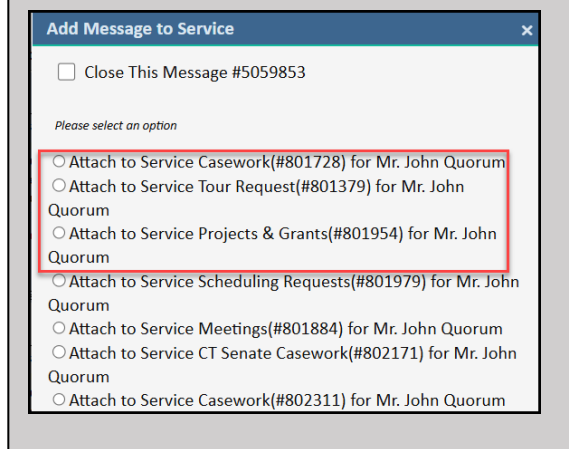 Add Message to Service ×
Close This Message #5059853
Please select an option
Attach to Service Casework(#801728) for Mr. John Quorum
Attach to Service Tour Request(#801379) for Mr. John
Quorum
Attach to Service Projects & Grants(#801954) for Mr. John
Quorum
Attach to Service Scheduling Requests(#801979) for Mr. John
Quorum
Attach to Service Meetings(#801884) for Mr. John Quorum
Attach to Service CT Senate Casework(#802171) for Mr. John
Quorum
Attach to Service Casework(#802311) for Mr. John Quorum